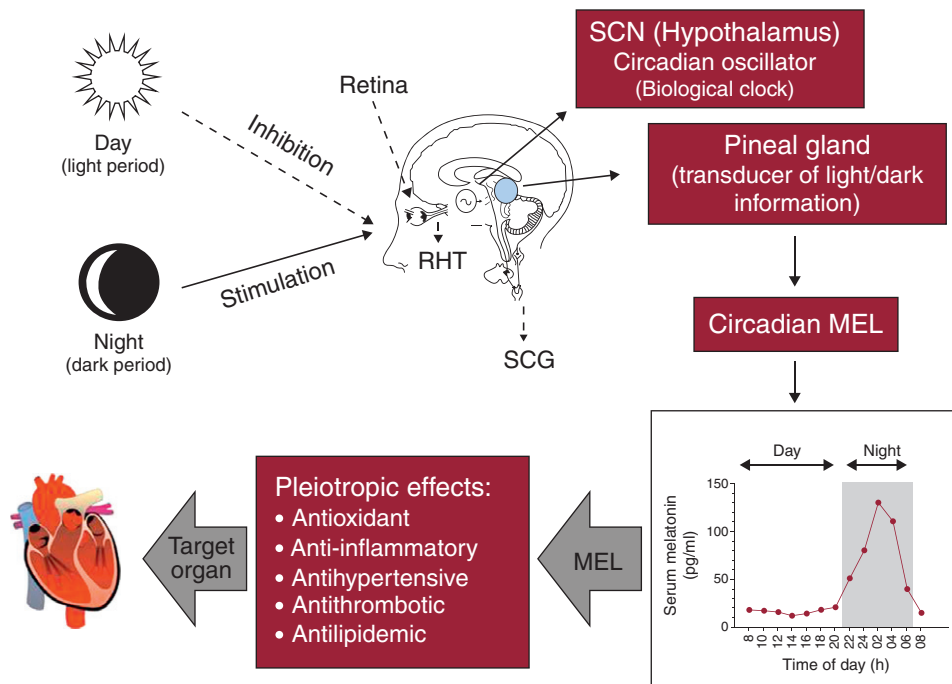 Day
(light period)
Inhibition
Retina
SCN (Hypothalamus)
Circadian oscillator
(Biological clock)
Pineal gland
(transducer of light/dark
information)
Night
(dark period)
Stimulation
RHT
SCG
Circadian MEL
Day
Night
Serum melatonin
(pg/ml)
150
100
50
0
8
10
12
14
16
18
20
22
24
02
04
06
08
Time of day (h)
MEL
Pleiotropic effects:
• Antioxidant
• Anti-inflammatory
• Antihypertensive
• Antithrombotic
• Antilipidemic
Target
organ